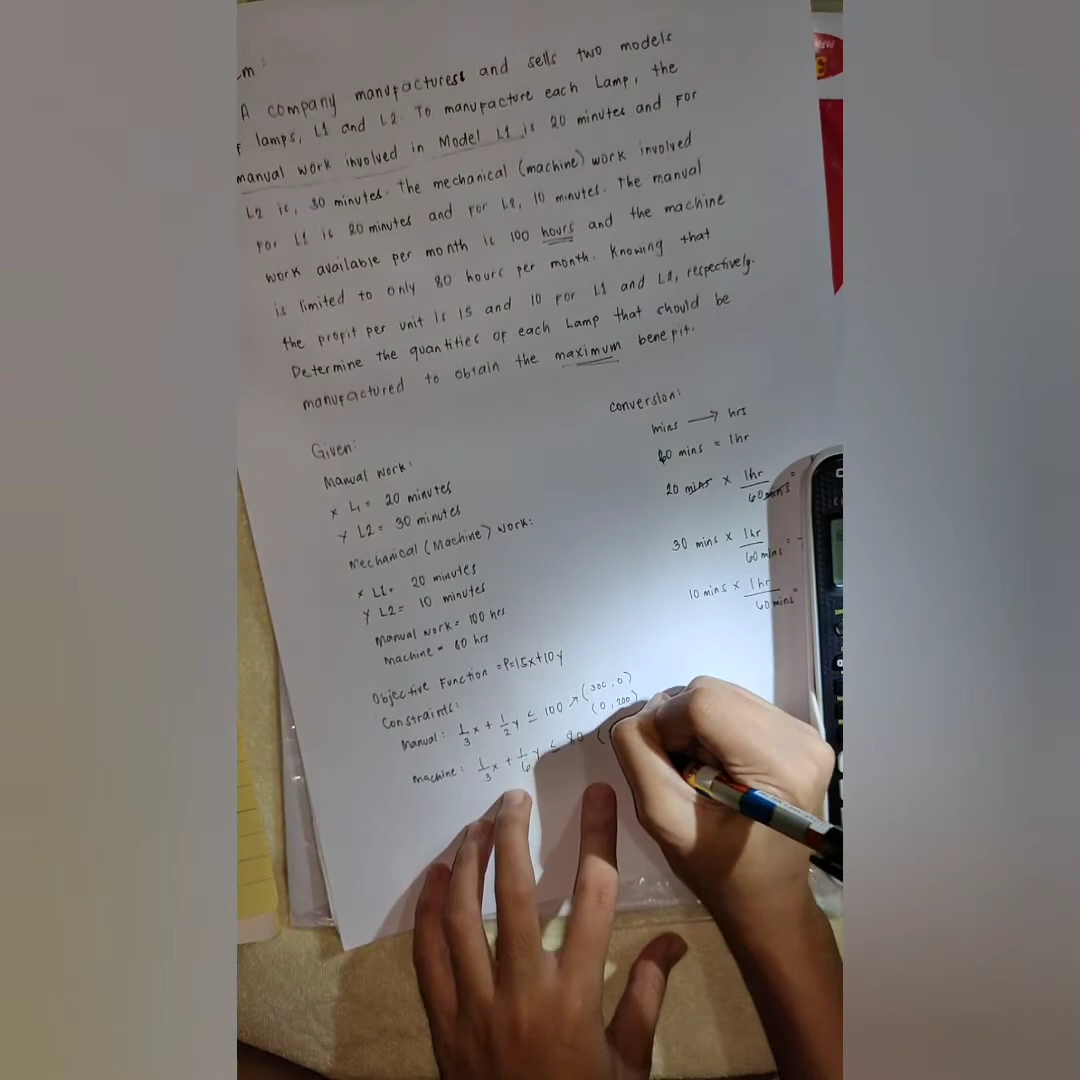 m:
A company manufactures and sells two models
f lamps, L1 and L2. To manufacture each Lamp, the
manual work involved in Model L1 is 20 minutes and For
L2 is, 30 minutes. The mechanical (machine) work involved
For L1 is 20 minutes and for L2, 10 minutes. The manual
work available per month is 100 hours and the machine
is limited to only 80 hours per month. Knowing that
the profit per unit is 15 and 10 for L1 and L2, respectively.
Determine the quantities of each Lamp that should be
manufactured to obtain the maximum benefit.
Given:
Manual work:
x L1 = 20 minutes
Y L2 = 30 minutes
Mechanical (Machine) work:
x L1 = 20 minutes
Y L2 = 10 minutes
Manual work = 100 hrs
machine = 80 hrs
Objective Function = P=15x+10y
Constraints:
Manual: 1/3 x + 1/2 y ≤ 100 (300, 0)
(0, 200)
machine: 1/3 x + 1/6 y ≤ 80 (
Conversion:
mins → hrs
60 mins = 1hr
20 mins x 1hr/60mins =
30 mins x 1hr/60mins =
10 mins x 1hr/60mins =